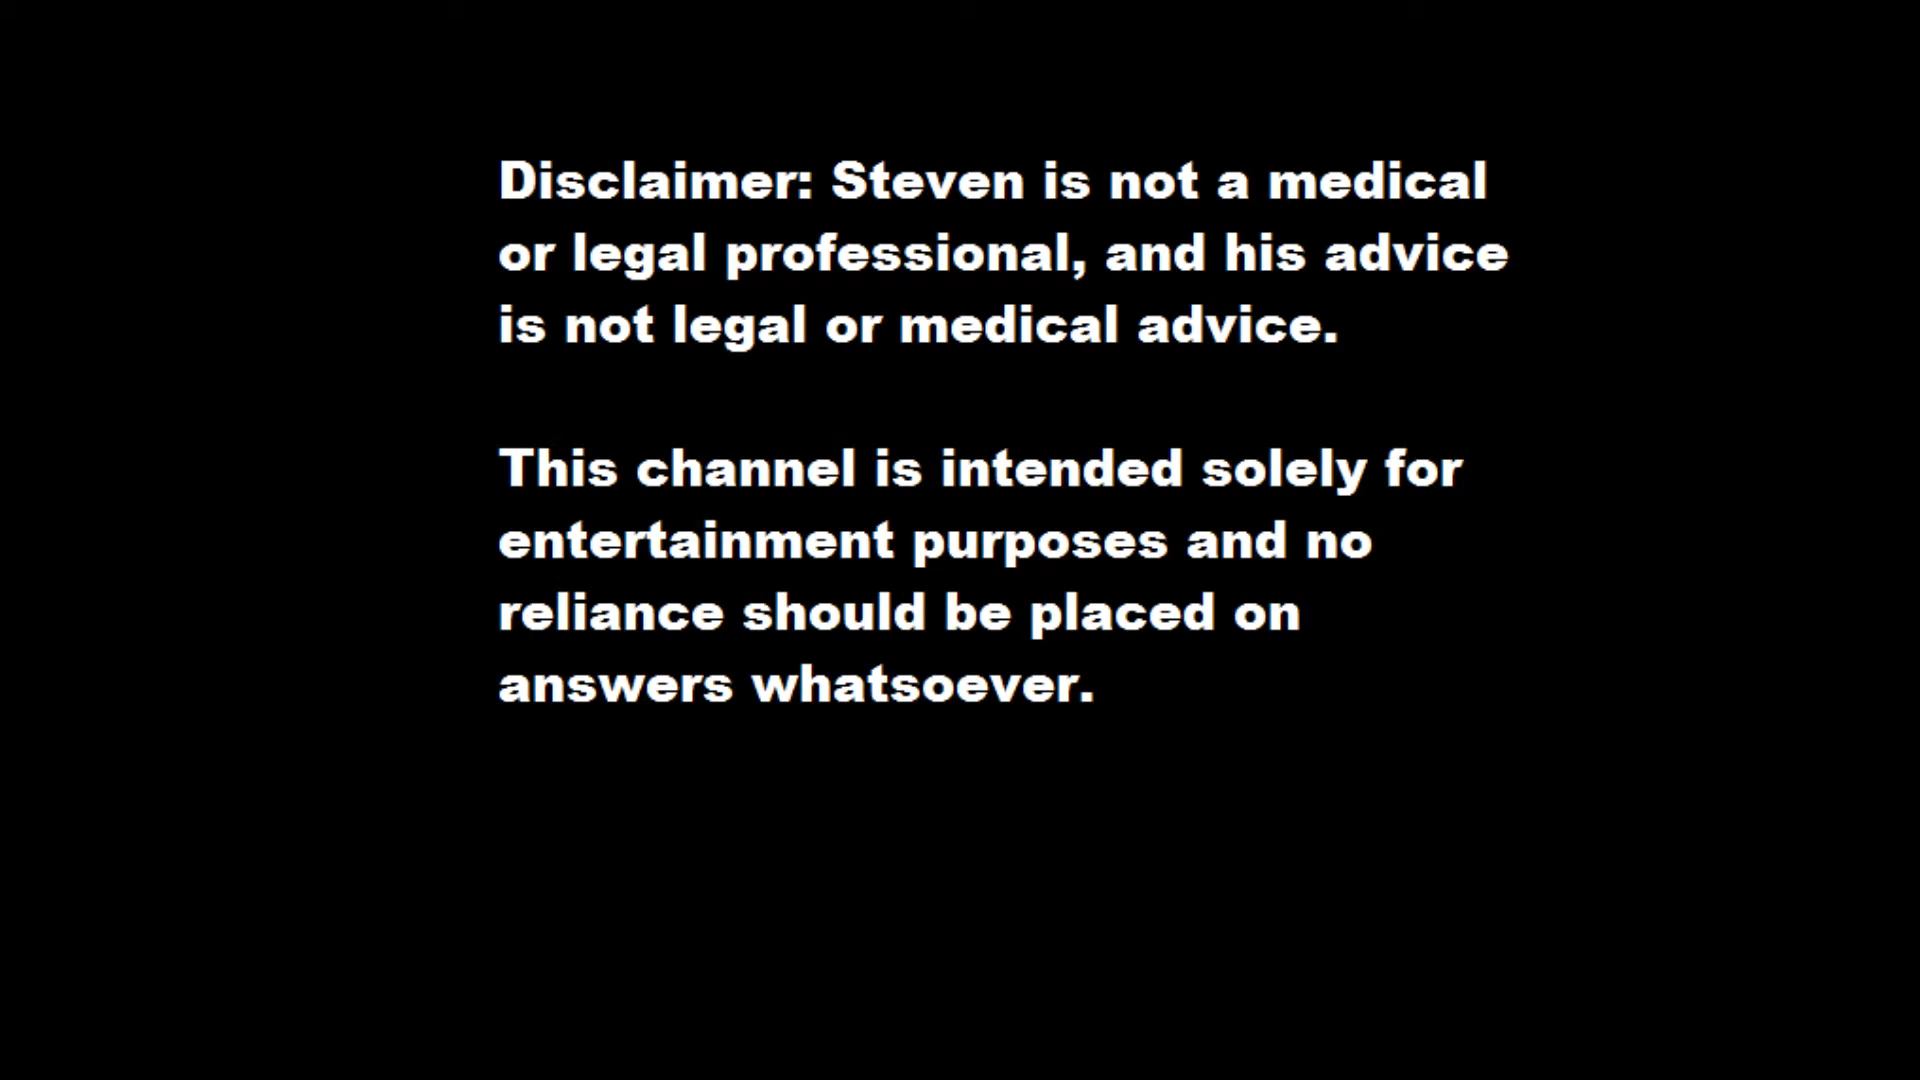 Disclaimer: Steven is not a medical
or legal professional, and his advice
is not legal or medical advice.
This channel is intended solely for
entertainment purposes and no
reliance should be placed on
answers whatsoever.